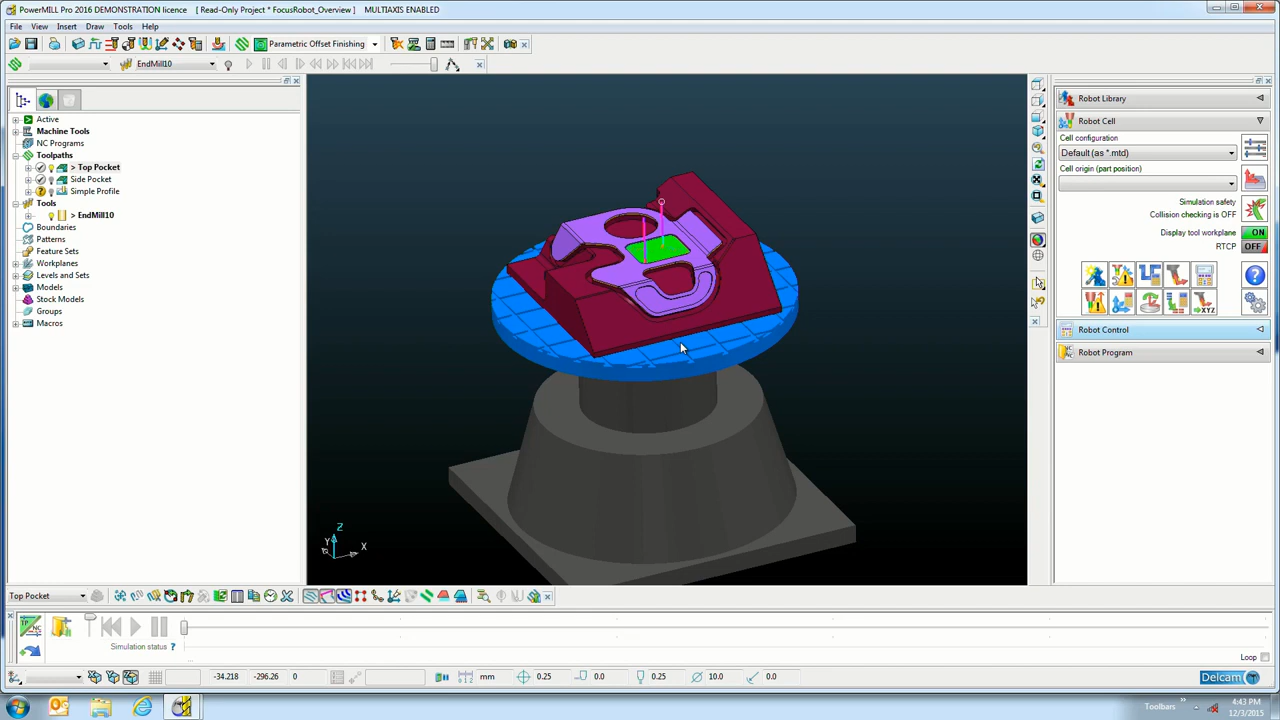 PowerMILL Pro 2016 DEMONSTRATION licence [ Read-Only Project * FocusRobot_Overview ] MULTIAXIS ENABLED
File View Insert Draw Tools Help
Parametric Offset Finishing
EndMill10
Active
Machine Tools
NC Programs
Toolpaths
> Top Pocket
Side Pocket
Simple Profile
Tools
> EndMill10
Boundaries
Patterns
Feature Sets
Workplanes
Levels and Sets
Models
Stock Models
Groups
Macros
Z
Y
X
Robot Library
Robot Cell
Cell configuration
Default (as *.mtd)
Cell origin (part position)
Simulation safety
Collision checking is OFF
Display tool workplane ON
RTCP OFF
XYZ
Robot Control
Robot Program
Top Pocket
Simulation status ?
Loop
-34.218 -296.26 0 mm 0.25 0.0 0.25 10.0 0.0
Delcam
Toolbars » 4:43 PM
12/3/2015